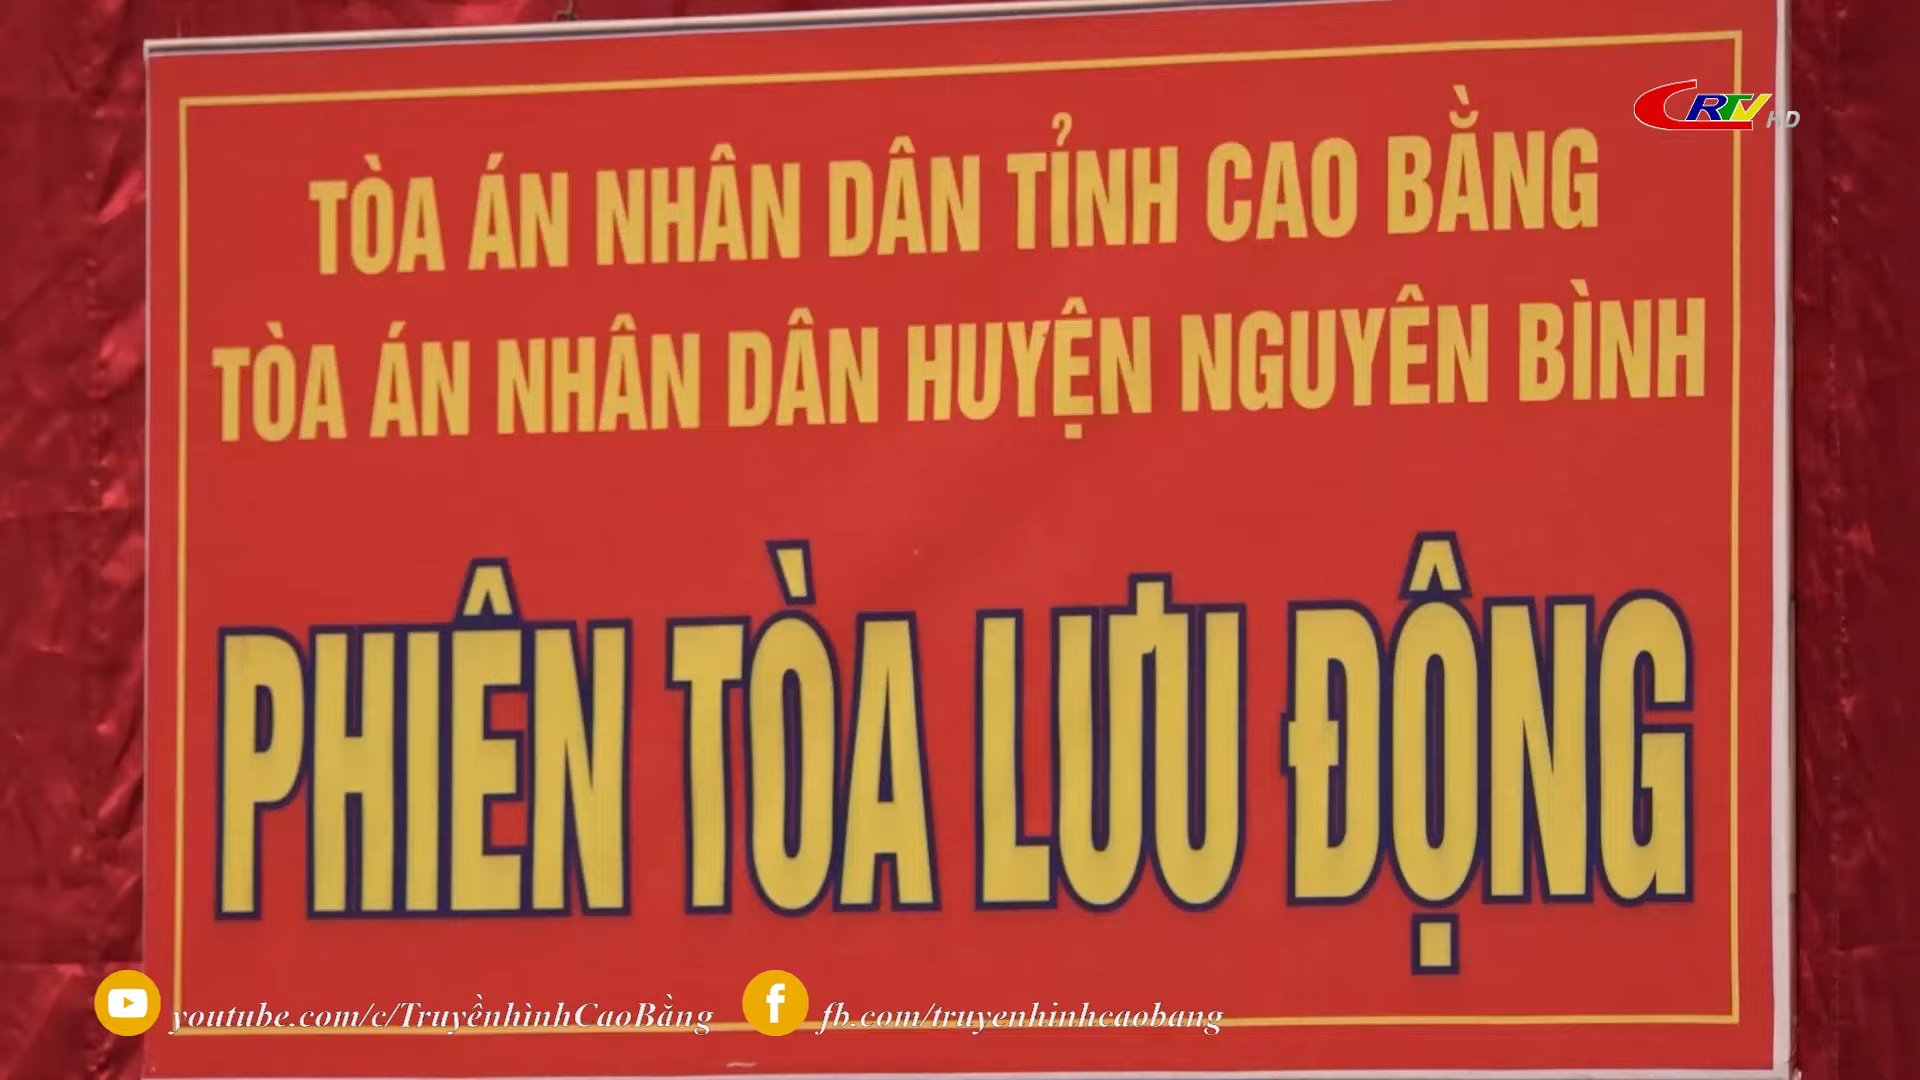 CRTV HD
TÒA ÁN NHÂN DÂN TỈNH CAO BẰNG
TÒA ÁN NHÂN DÂN HUYỆN NGUYÊN BÌNH
PHIÊN TÒA LƯU ĐỘNG
youtube.com/c/TruyềnhìnhCaoBằng fb.com/truyenhinhcaobang